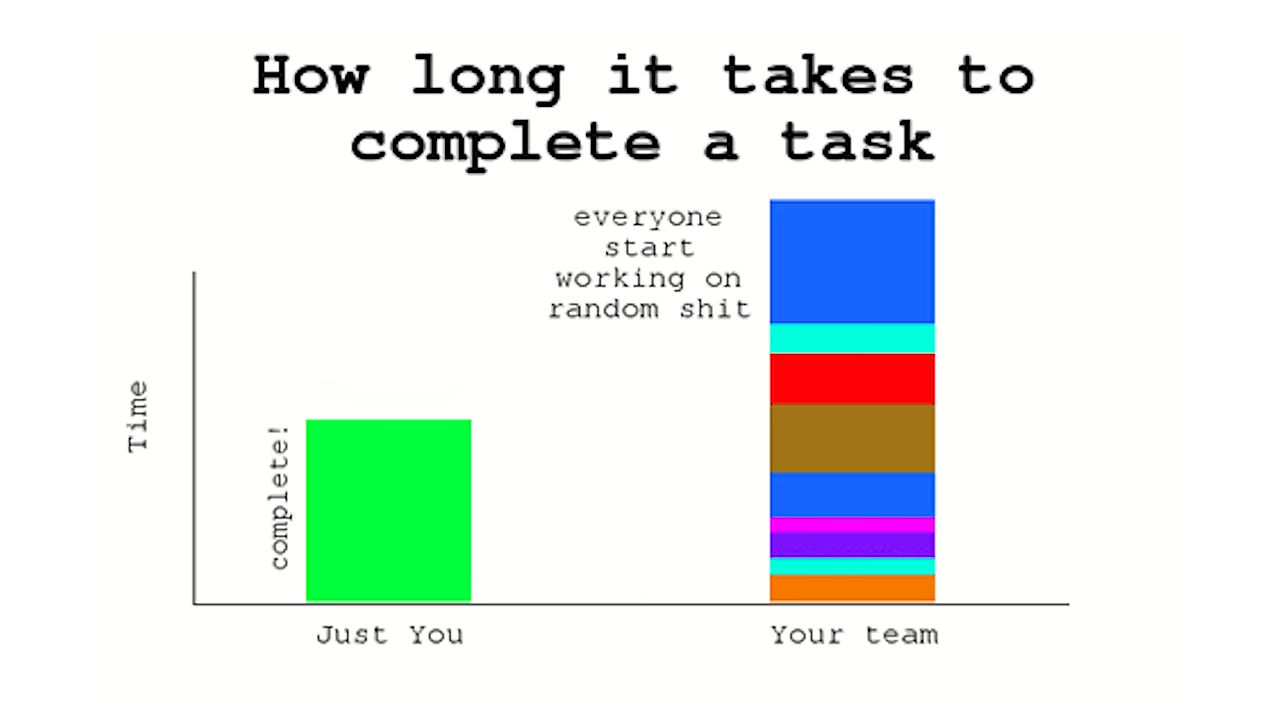 How long it takes to
complete a task
everyone
start
working on
random shit
Time
complete!
Just You
Your team